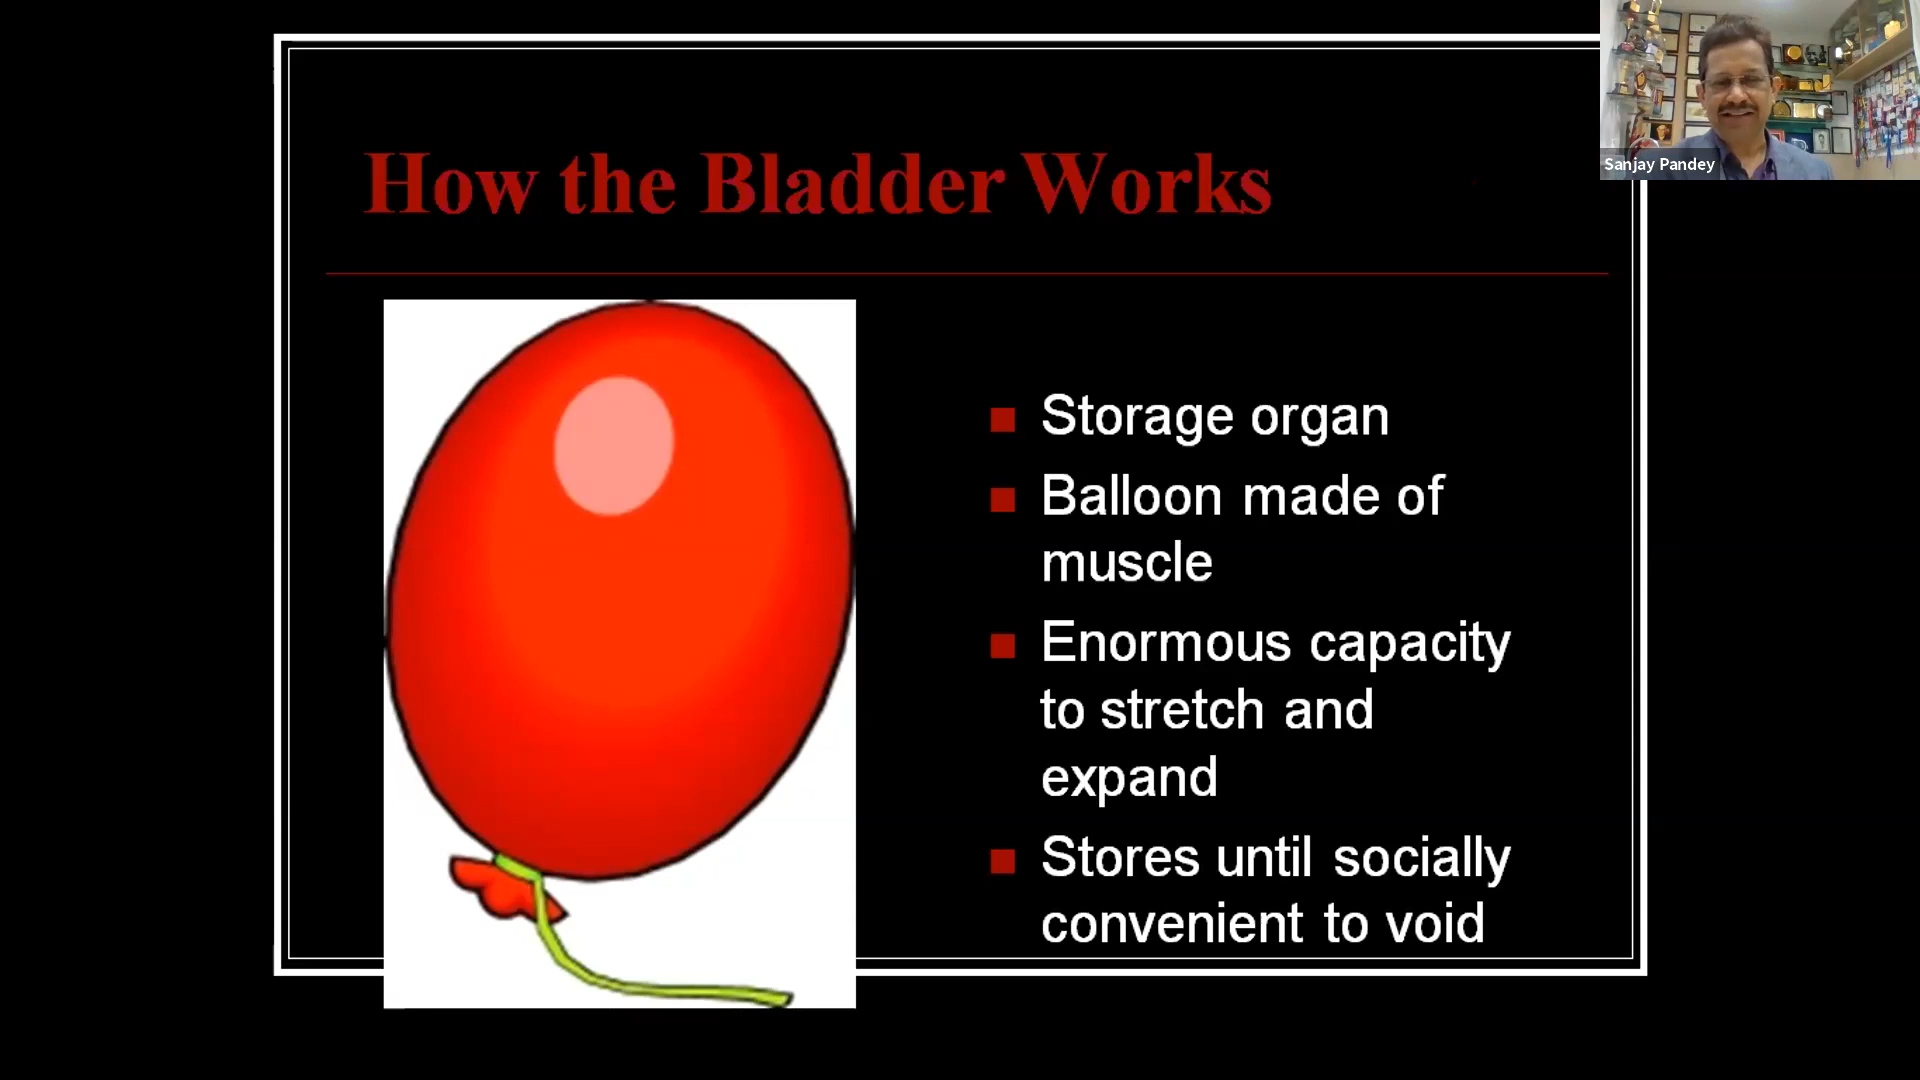 How the Bladder Works
Storage organ
Balloon made of
muscle
Enormous capacity
to stretch and
expand
Stores until socially
convenient to void
Sanjay Pandey